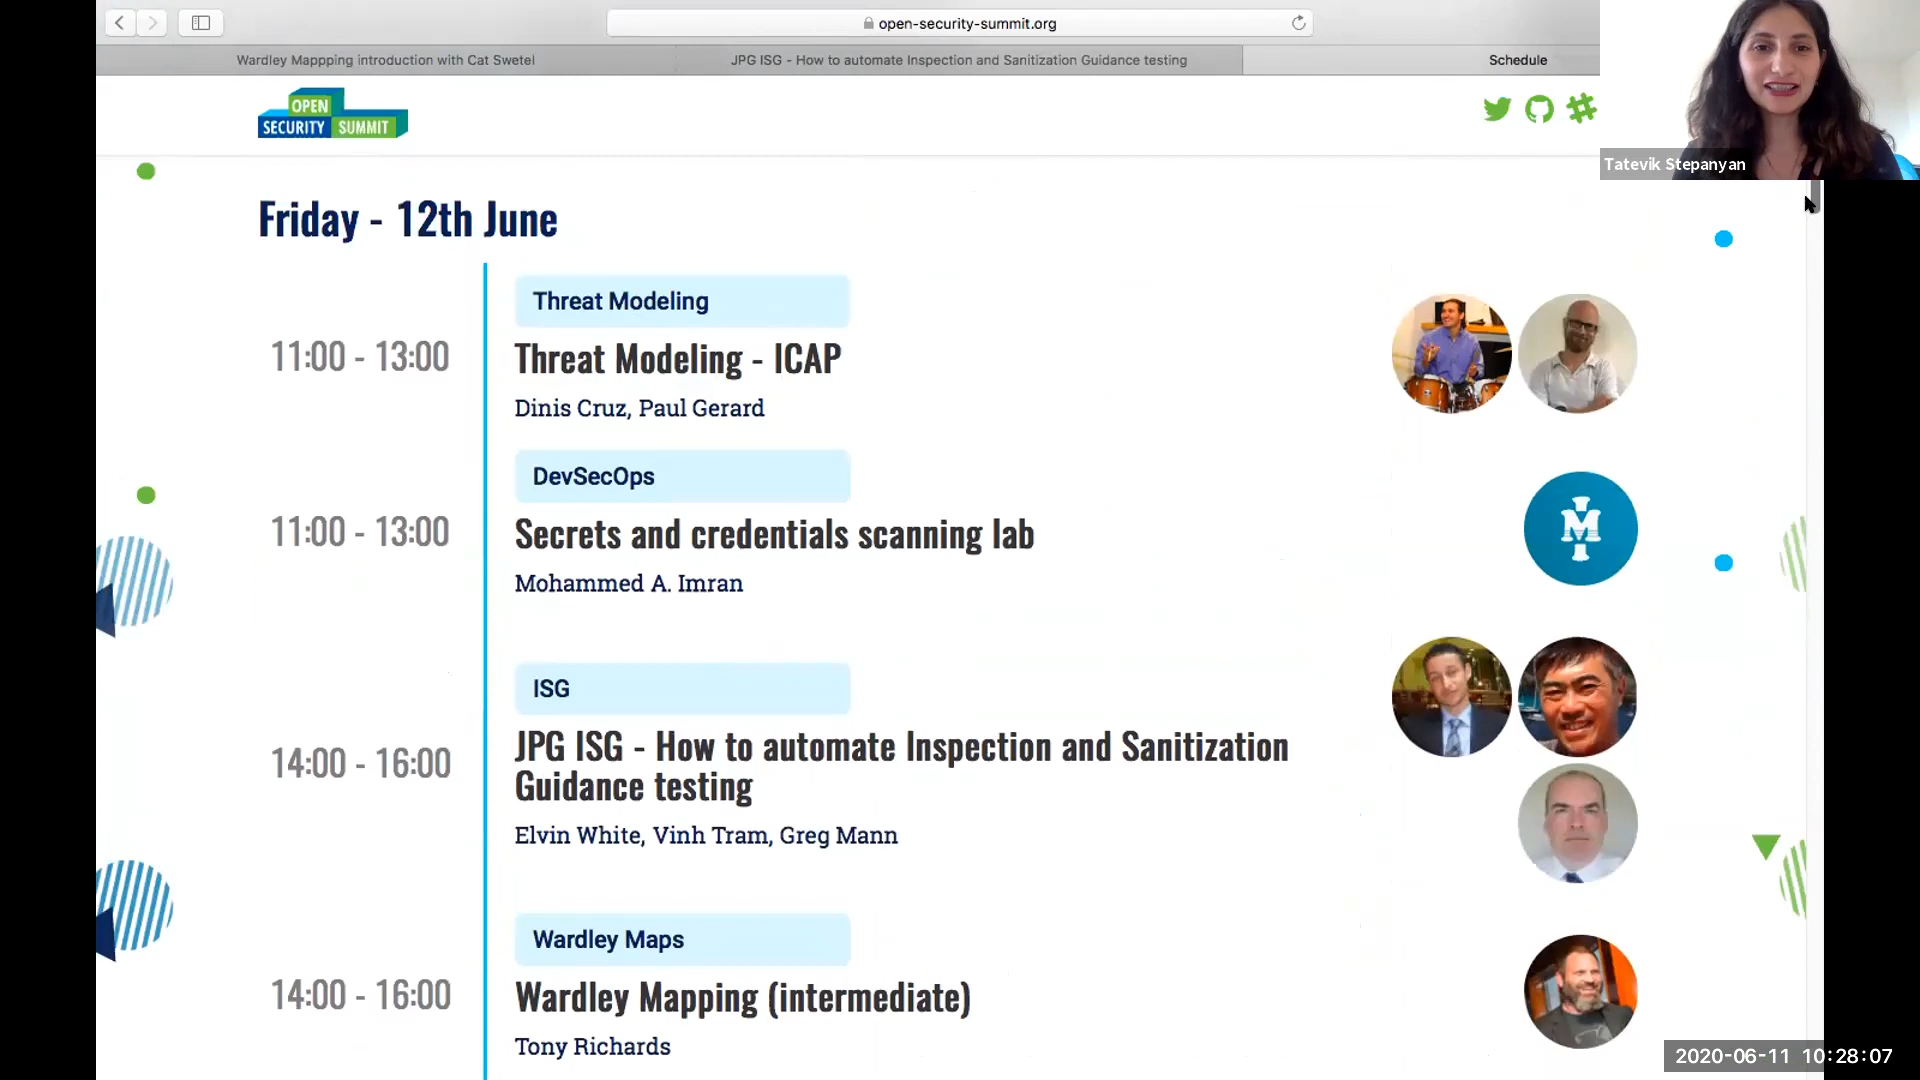 open-security-summit.org
Wardley Mappping introduction with Cat Swetel
JPG ISG - How to automate Inspection and Sanitization Guidance testing
Schedule
OPEN
SECURITY SUMMIT
Tatevik Stepanyan
Friday - 12th June
Threat Modeling
11:00 - 13:00
Threat Modeling - ICAP
Dinis Cruz, Paul Gerard
DevSecOps
11:00 - 13:00
Secrets and credentials scanning lab
Mohammed A. Imran
M
ISG
14:00 - 16:00
JPG ISG - How to automate Inspection and Sanitization
Guidance testing
Elvin White, Vinh Tram, Greg Mann
Wardley Maps
14:00 - 16:00
Wardley Mapping (intermediate)
Tony Richards
2020-06-11 10:28:07